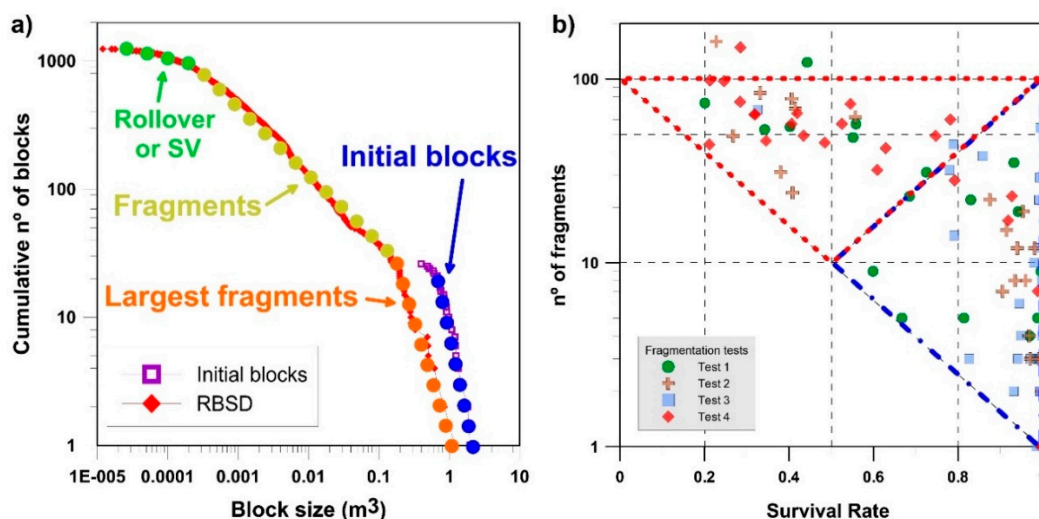 a)
1000
100
10
1
Cumulative nº of blocks
Rollover
or SV
Fragments
Initial blocks
Largest fragments
Initial blocks
RBSD
1E-005
0.0001
0.001
0.01
0.1
1
10
Block size (m³)
b)
100
10
1
nº of fragments
Fragmentation tests
Test 1
Test 2
Test 3
Test 4
0
0.2
0.4
0.6
0.8
Survival Rate